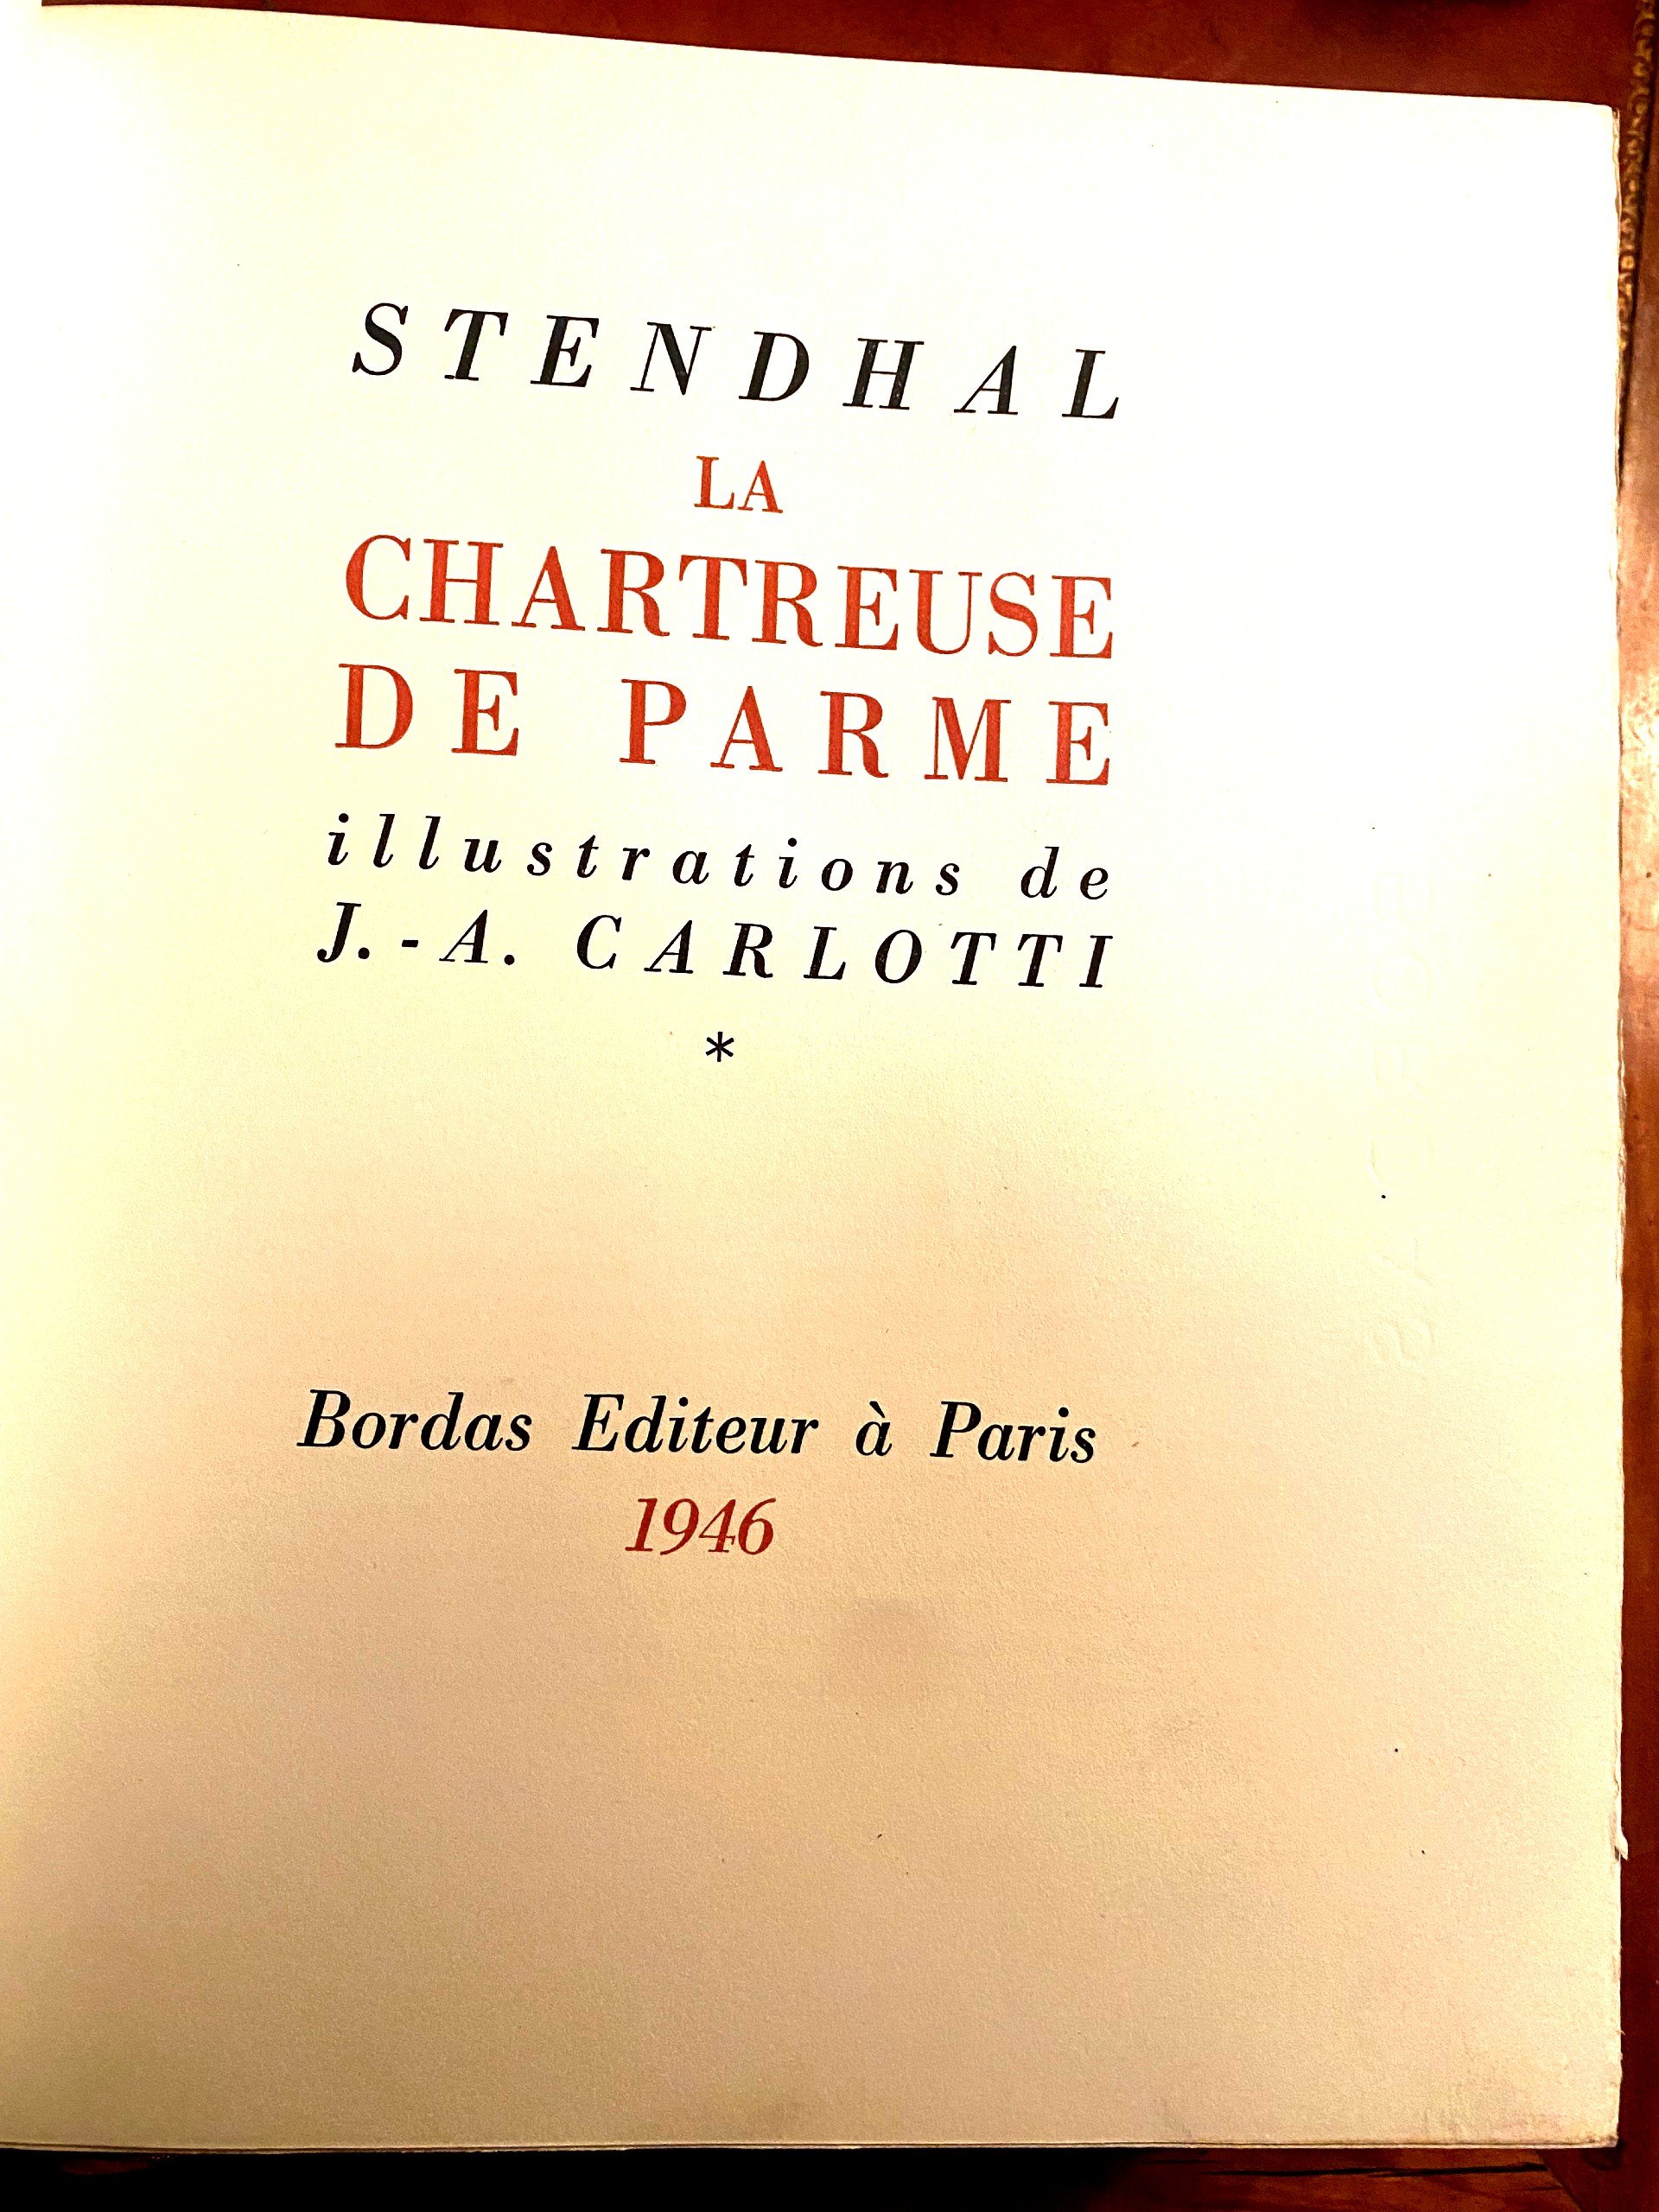 STENDHAL
LA
CHARTREUSE
DE PARME
illustrations de
J.-A. CARLOTTI
*
Bordas Editeur à Paris
1946